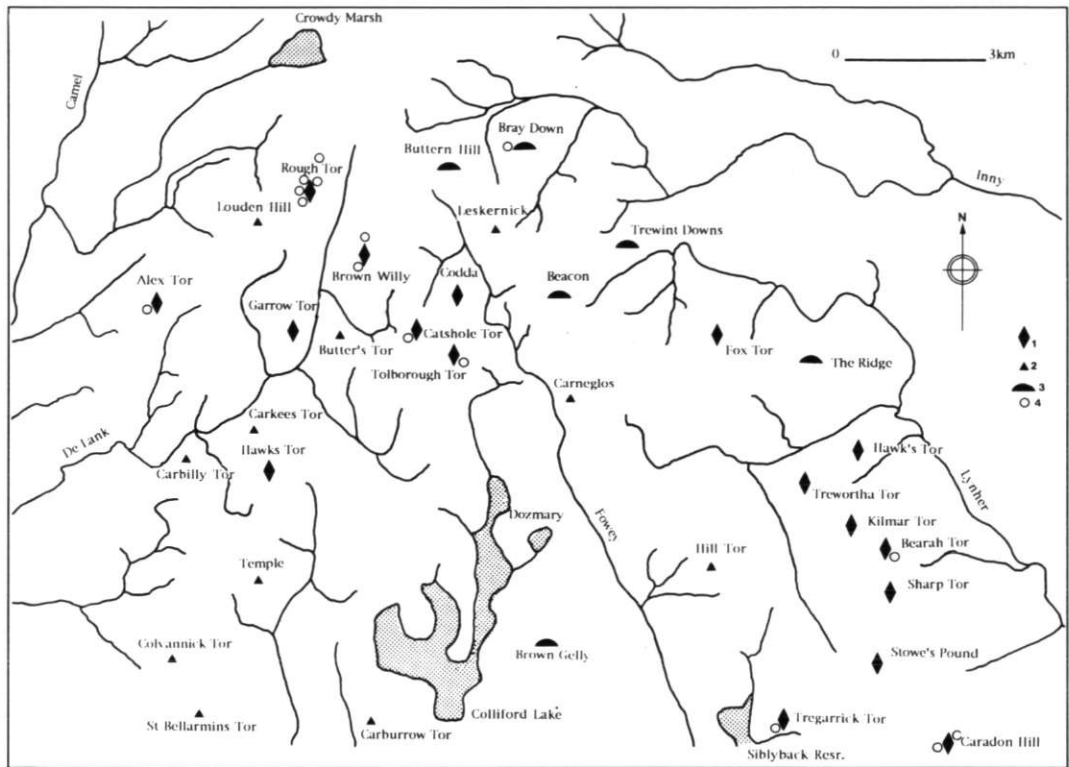 Crowdy Marsh
0 3km
Camel
Bray Down
Buttern Hill
Rough Tor
Inny
Louden Hill
Leskernick
N
Trewint Downs
Brown Willy
Codda
Beacon
Alex Tor
Garrow Tor
1
Butter's Tor
Catshole Tor
Fox Tor
The Ridge
2
Tolborough Tor
3
Carneglos
4
Carkees Tor
De Lank
Hawks Tor
Hawk's Tor
Carbilly Tor
Lynher
Trewortha Tor
Dozmary
Fowey
Kilmar Tor
Hill Tor
Bearah Tor
Temple
Sharp Tor
Colvannick Tor
Brown Gelly
Stowe's Pound
St Bellarmins Tor
Colliford Lake
Tregarrick Tor
Carburrow Tor
Siblyback Resr.
Caradon Hill